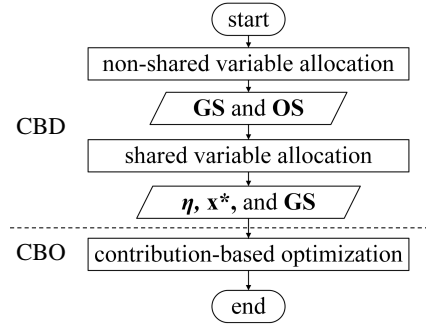 start
non-shared variable allocation
GS and OS
CBD
shared variable allocation
η, x*, and GS
CBO
contribution-based optimization
end